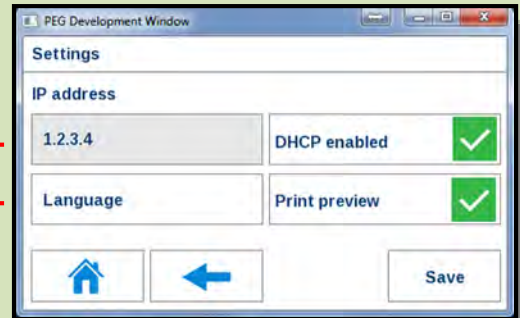 PEG Development Window
Settings
IP address
1.2.3.4
DHCP enabled
Language
Print preview
Save